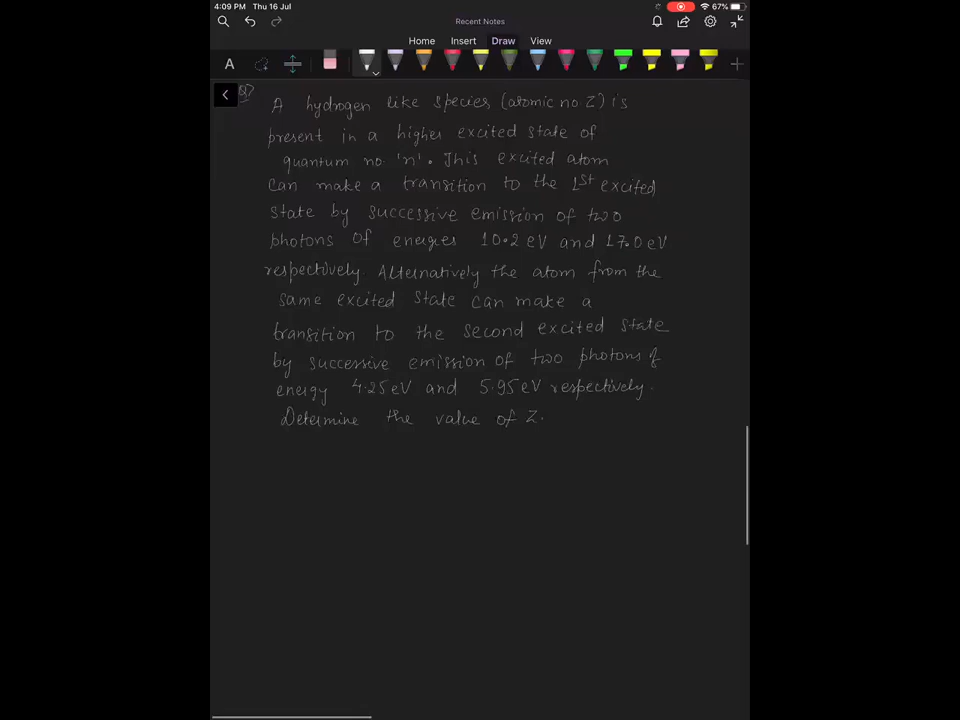 4:09 PM Thu 16 Jul 67%
Recent Notes
Home Insert Draw View
A
Q7
A hydrogen like species (atomic no Z) is
present in a higher excited state of
quantum no. 'n'. This excited atom
can make a transition to the 1st excited
state by successive emission of two
photons of energies 10.2 eV and 17.0 eV
respectively. Alternatively the atom from the
same excited state can make a
transition to the second excited state
by successive emission of two photons of
energy 4.25 eV and 5.95 eV respectively.
Determine the value of Z.